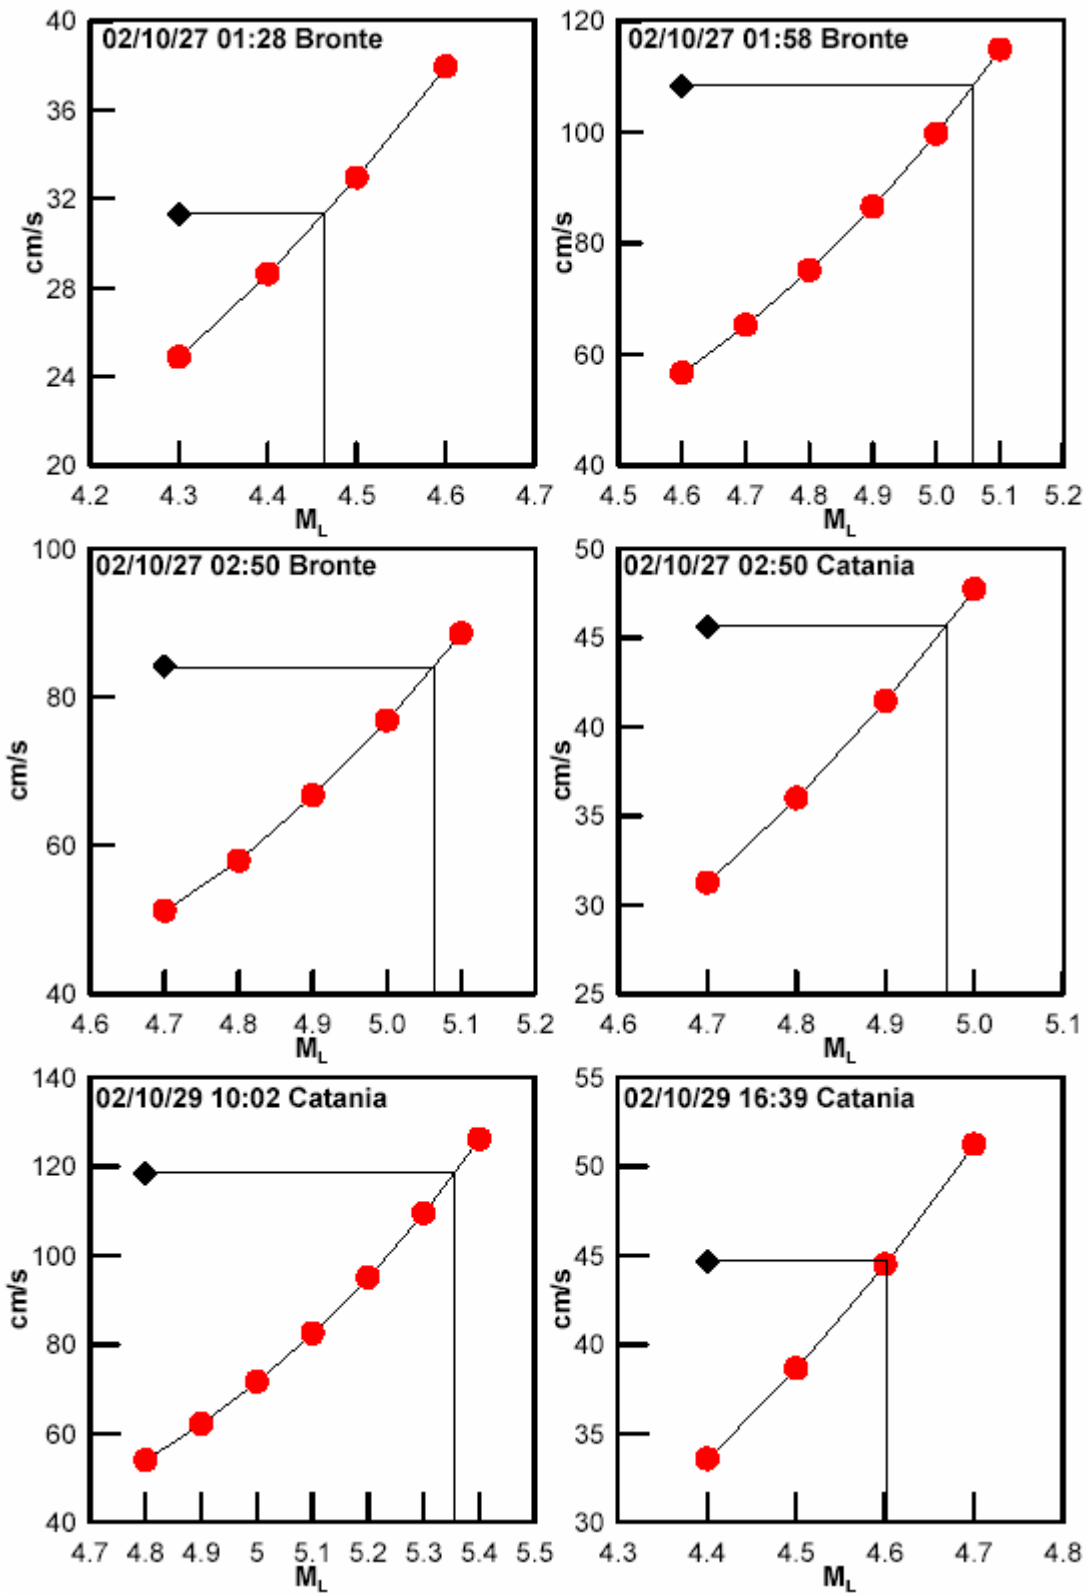 02/10/27 01:28 Bronte
40
36
32
28
24
20
cm/s
4.2 4.3 4.4 4.5 4.6 4.7
ML
02/10/27 01:58 Bronte
120
100
80
60
40
cm/s
4.5 4.6 4.7 4.8 4.9 5.0 5.1 5.2
ML
02/10/27 02:50 Bronte
100
80
60
40
cm/s
4.6 4.7 4.8 4.9 5.0 5.1 5.2
ML
02/10/27 02:50 Catania
50
45
40
35
30
25
cm/s
4.6 4.7 4.8 4.9 5.0 5.1
ML
02/10/29 10:02 Catania
140
120
100
80
60
40
cm/s
4.7 4.8 4.9 5 5.1 5.2 5.3 5.4 5.5
ML
02/10/29 16:39 Catania
55
50
45
40
35
30
cm/s
4.3 4.4 4.5 4.6 4.7 4.8
ML